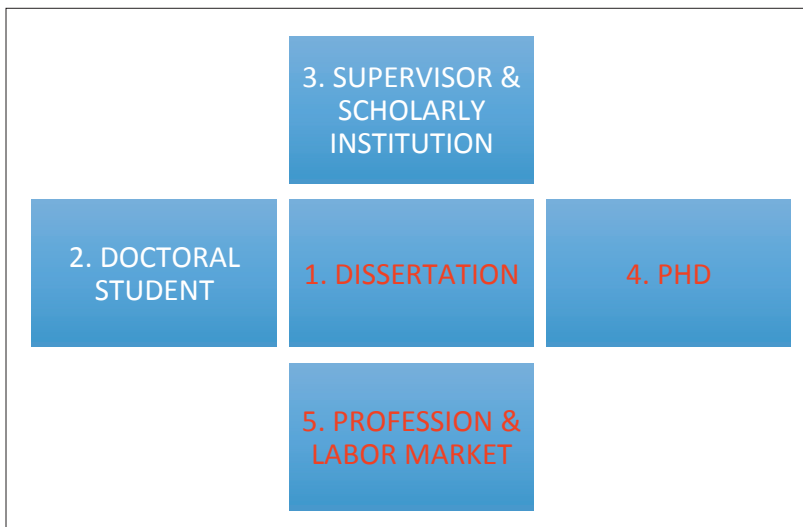 3. SUPERVISOR &
SCHOLARLY
INSTITUTION
2. DOCTORAL
STUDENT
1. DISSERTATION
4. PHD
5. PROFESSION &
LABOR MARKET